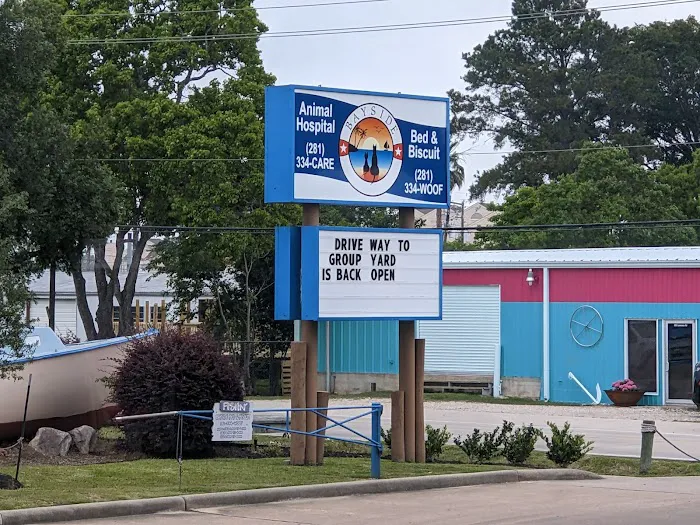 Animal
Hospital
(281)
334-CARE
BAYSIDE
Bed &
Biscuit
(281)
334-WOOF
DRIVE WAY TO
GROUP YARD
IS BACK OPEN